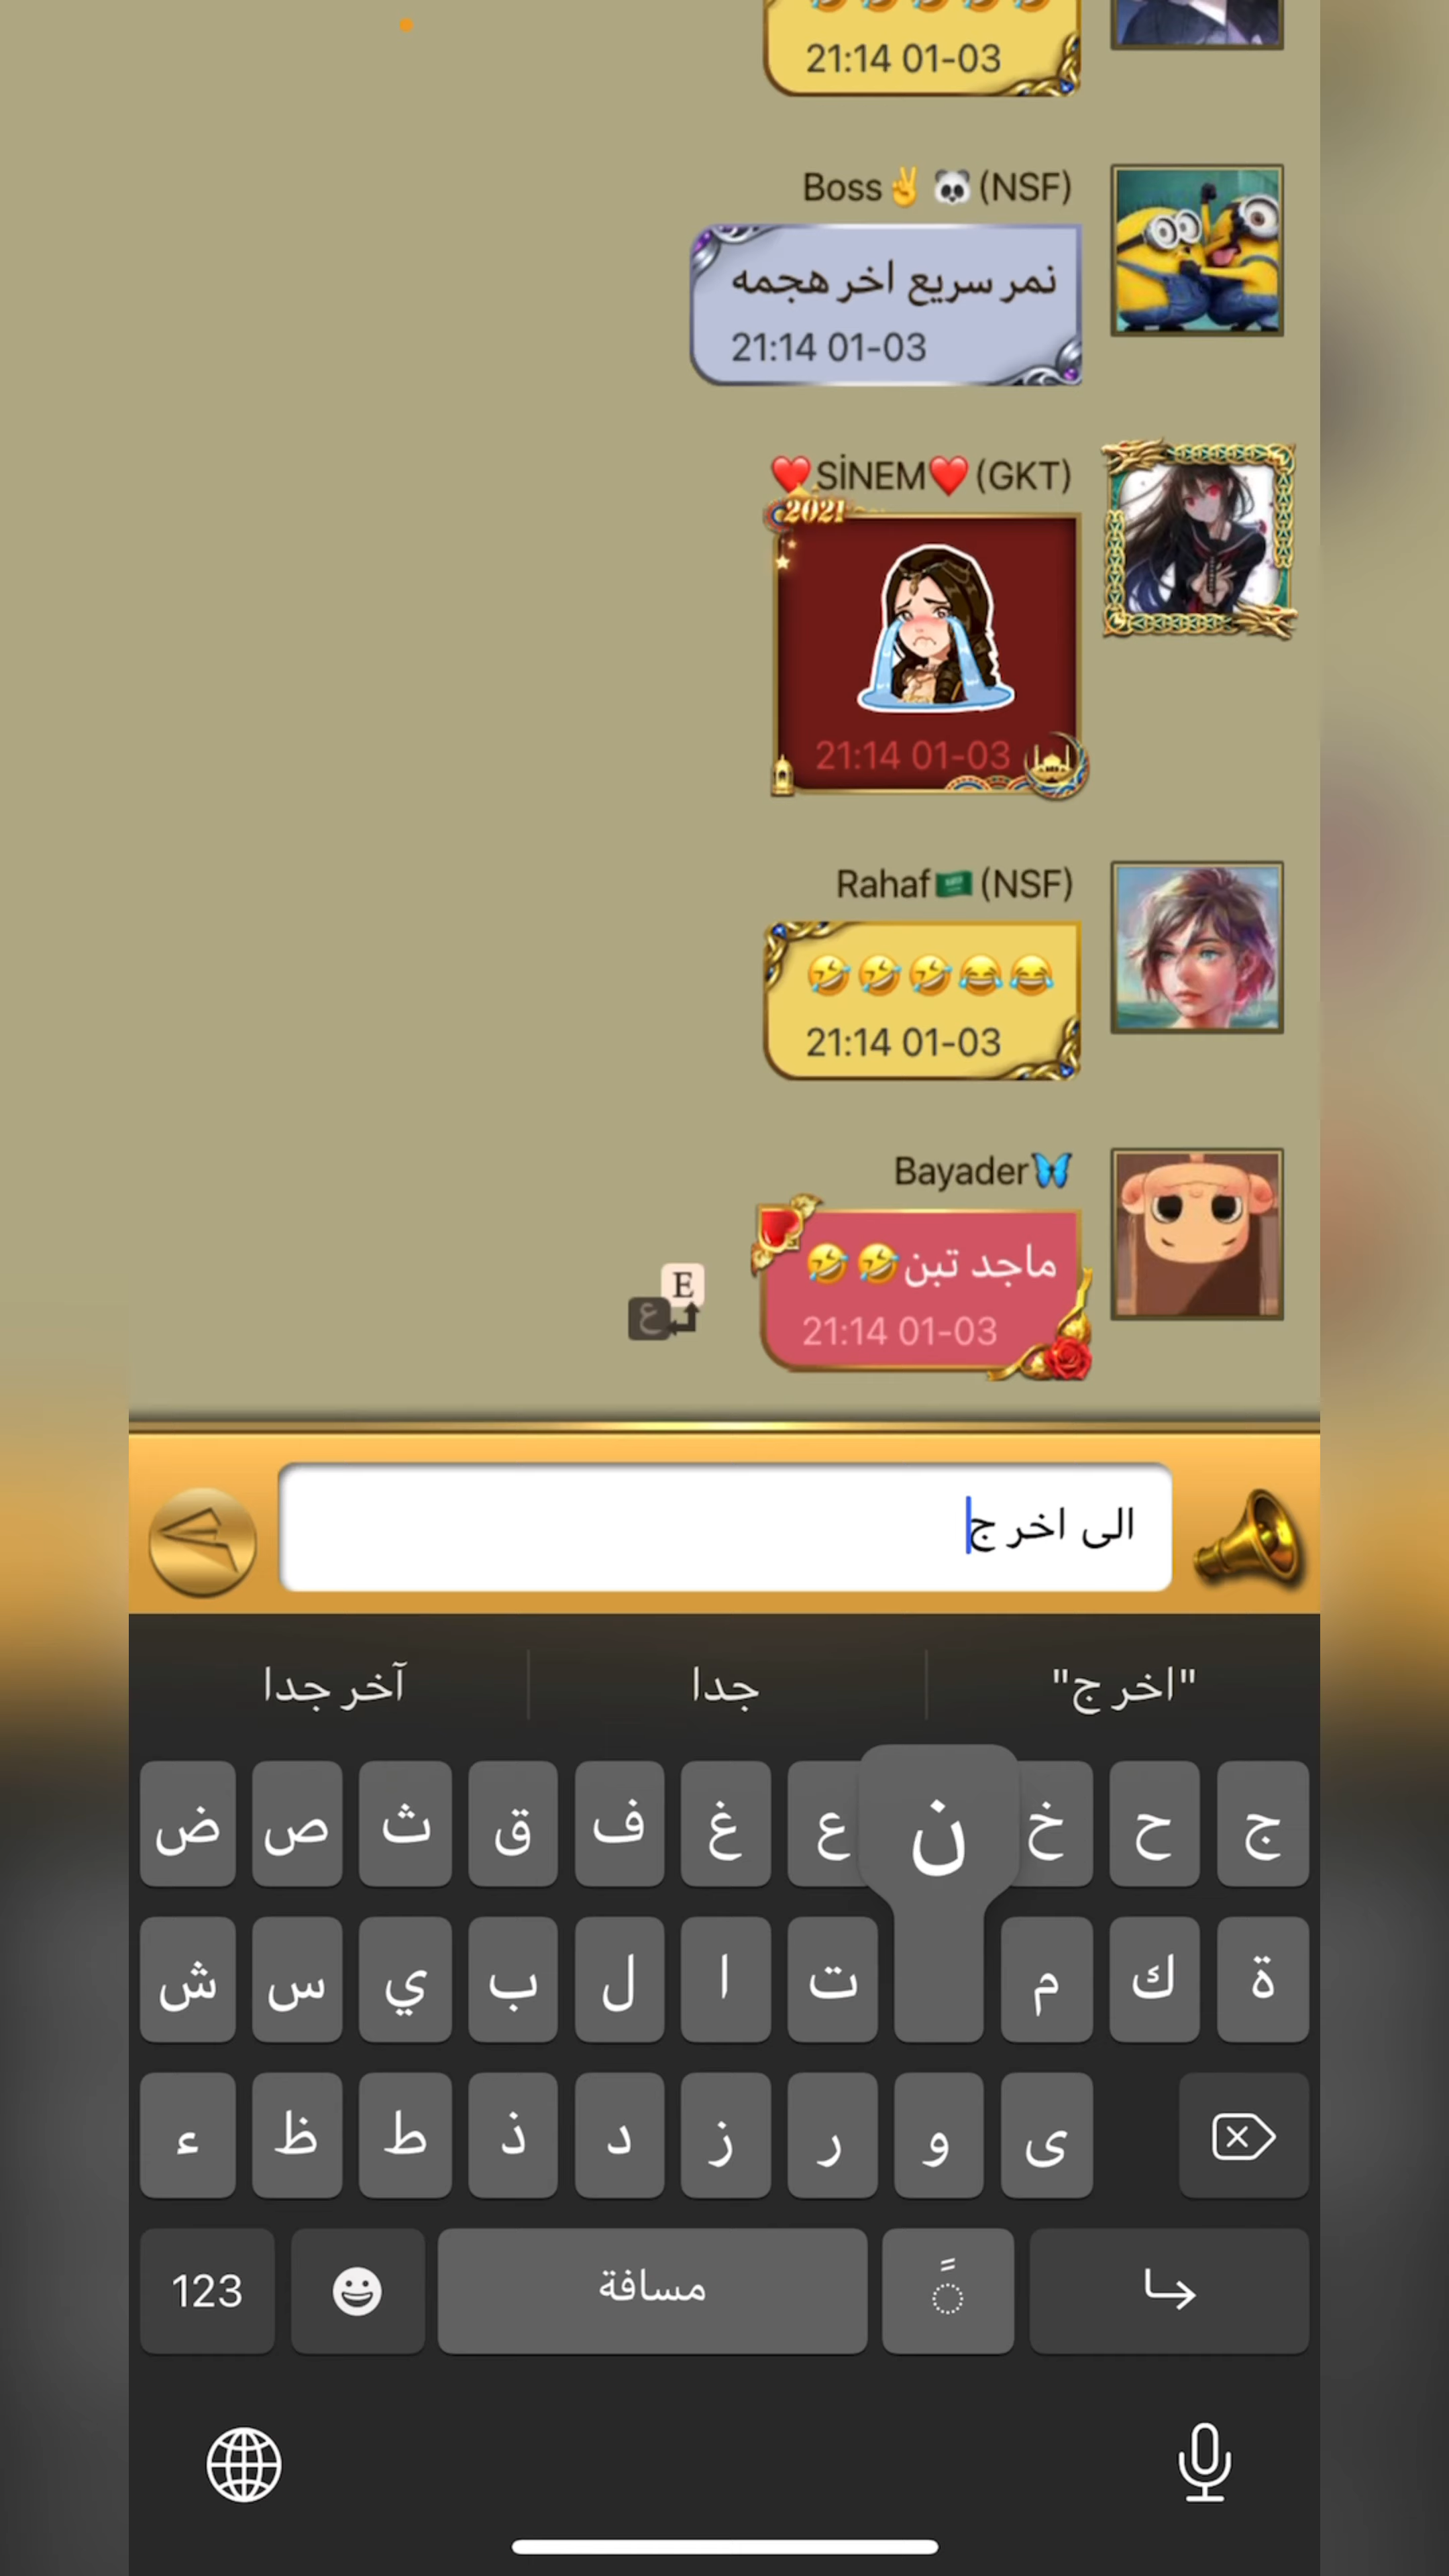 21:14 01-03
Boss✌️🐼(NSF)
نمر سريع اخر هجمه
21:14 01-03
❤️SİNEM❤️(GKT)
2021
21:14 01-03
Rahaf🇸🇦(NSF)
🤣🤣🤣😂😂
21:14 01-03
Bayader🦋
ماجد تبن🤣🤣
21:14 01-03
E
ع
الى اخر ج
"اخر ج" جدا آخر جدا
ج ح خ ن ع غ ف ق ث ص ض
ة ك م ت ا ل ب ي س ش
ى و ر ز د ذ ط ظ ء
123 مسافة